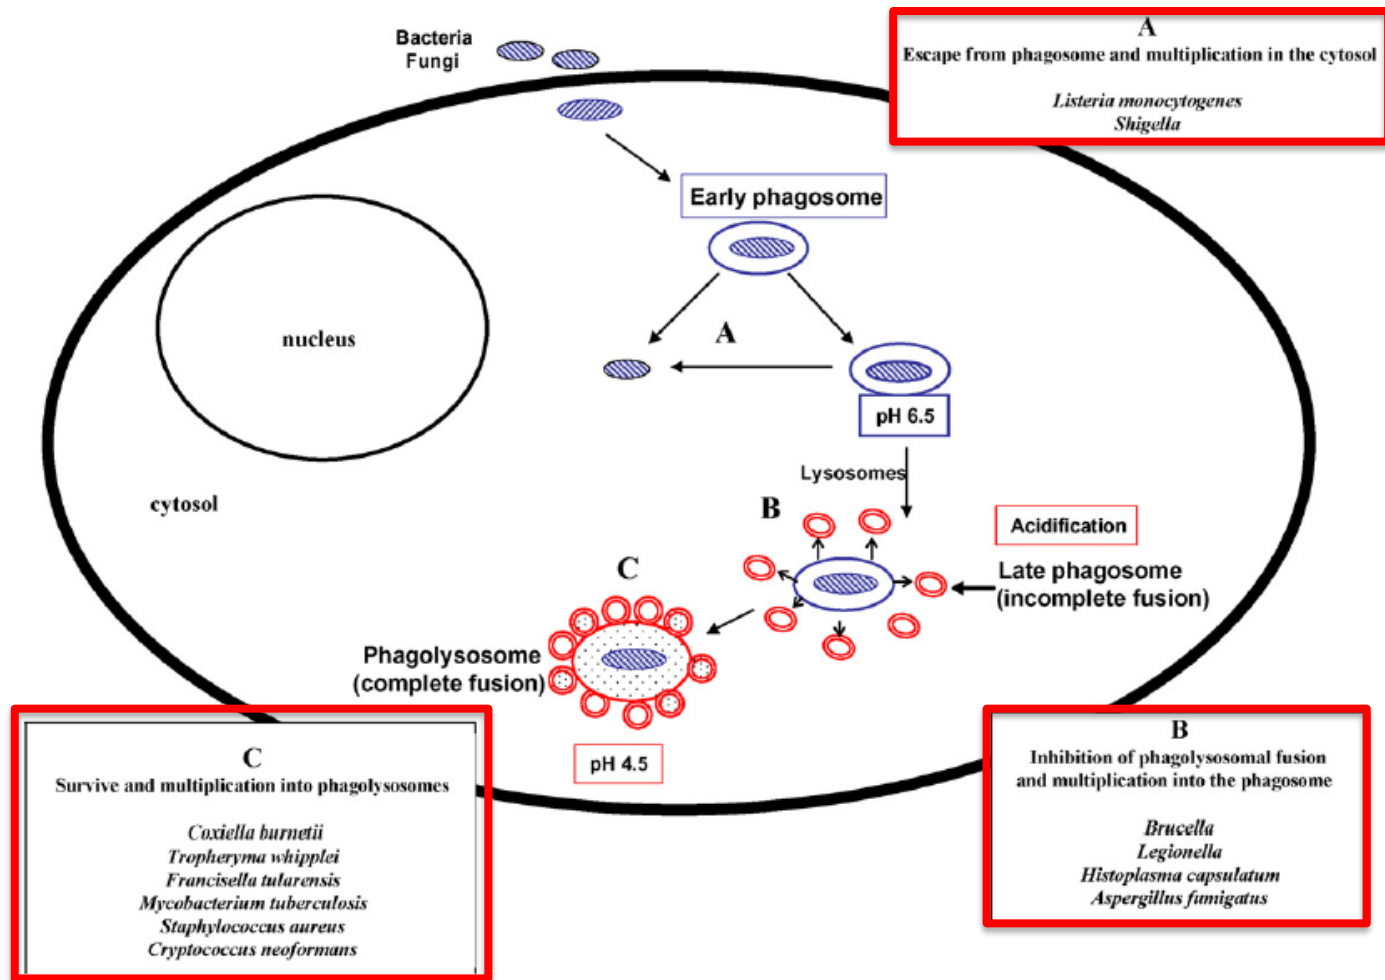 Bacteria
Fungi
A
Escape from phagosome and multiplication in the cytosol
Listeria monocytogenes
Shigella
Early phagosome
nucleus
A
pH 6.5
Lysosomes
cytosol
B
Acidification
Late phagosome
(incomplete fusion)
C
Phagolysosome
(complete fusion)
pH 4.5
C
Survive and multiplication into phagolysosomes
Coxiella burnetii
Tropheryma whipplei
Francisella tularensis
Mycobacterium tuberculosis
Staphylococcus aureus
Cryptococcus neoformans
B
Inhibition of phagolysosomal fusion
and multiplication into the phagosome
Brucella
Legionella
Histoplasma capsulatum
Aspergillus fumigatus